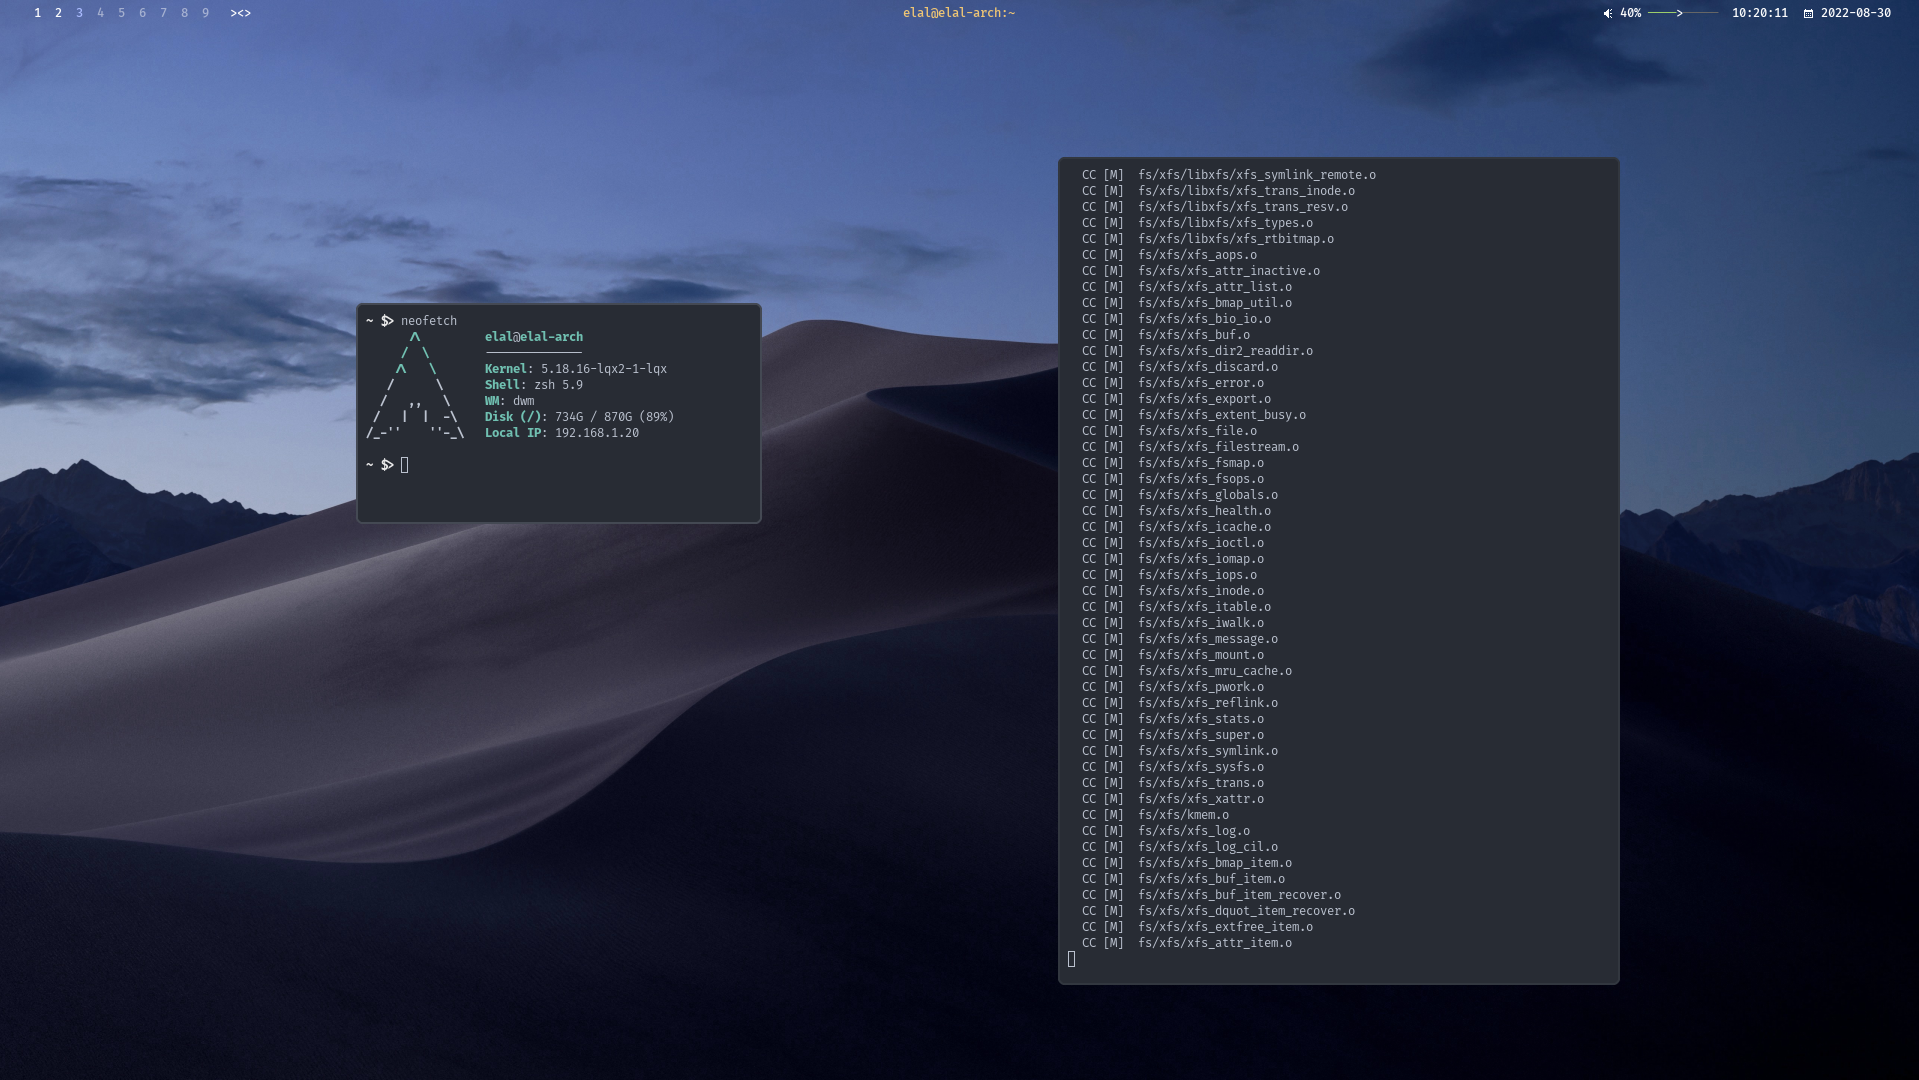 1 2 3 4 5 6 7 8 9 ><> elal@elal-arch:~ 40% ----> 10:20:11 2022-08-30
~ $> neofetch
elal@elal-arch
--------------
Kernel: 5.18.16-lqx2-1-lqx
Shell: zsh 5.9
WM: dwm
Disk (/): 734G / 870G (89%)
Local IP: 192.168.1.20
~ $>
CC [M] fs/xfs/libxfs/xfs_symlink_remote.o
CC [M] fs/xfs/libxfs/xfs_trans_inode.o
CC [M] fs/xfs/libxfs/xfs_trans_resv.o
CC [M] fs/xfs/libxfs/xfs_types.o
CC [M] fs/xfs/libxfs/xfs_rtbitmap.o
CC [M] fs/xfs/xfs_aops.o
CC [M] fs/xfs/xfs_attr_inactive.o
CC [M] fs/xfs/xfs_attr_list.o
CC [M] fs/xfs/xfs_bmap_util.o
CC [M] fs/xfs/xfs_bio_io.o
CC [M] fs/xfs/xfs_buf.o
CC [M] fs/xfs/xfs_dir2_readdir.o
CC [M] fs/xfs/xfs_discard.o
CC [M] fs/xfs/xfs_error.o
CC [M] fs/xfs/xfs_export.o
CC [M] fs/xfs/xfs_extent_busy.o
CC [M] fs/xfs/xfs_file.o
CC [M] fs/xfs/xfs_filestream.o
CC [M] fs/xfs/xfs_fsmap.o
CC [M] fs/xfs/xfs_fsops.o
CC [M] fs/xfs/xfs_globals.o
CC [M] fs/xfs/xfs_health.o
CC [M] fs/xfs/xfs_icache.o
CC [M] fs/xfs/xfs_ioctl.o
CC [M] fs/xfs/xfs_iomap.o
CC [M] fs/xfs/xfs_iops.o
CC [M] fs/xfs/xfs_inode.o
CC [M] fs/xfs/xfs_itable.o
CC [M] fs/xfs/xfs_iwalk.o
CC [M] fs/xfs/xfs_message.o
CC [M] fs/xfs/xfs_mount.o
CC [M] fs/xfs/xfs_mru_cache.o
CC [M] fs/xfs/xfs_pwork.o
CC [M] fs/xfs/xfs_reflink.o
CC [M] fs/xfs/xfs_stats.o
CC [M] fs/xfs/xfs_super.o
CC [M] fs/xfs/xfs_symlink.o
CC [M] fs/xfs/xfs_sysfs.o
CC [M] fs/xfs/xfs_trans.o
CC [M] fs/xfs/xfs_xattr.o
CC [M] fs/xfs/kmem.o
CC [M] fs/xfs/xfs_log.o
CC [M] fs/xfs/xfs_log_cil.o
CC [M] fs/xfs/xfs_bmap_item.o
CC [M] fs/xfs/xfs_buf_item.o
CC [M] fs/xfs/xfs_buf_item_recover.o
CC [M] fs/xfs/xfs_dquot_item_recover.o
CC [M] fs/xfs/xfs_extfree_item.o
CC [M] fs/xfs/xfs_attr_item.o